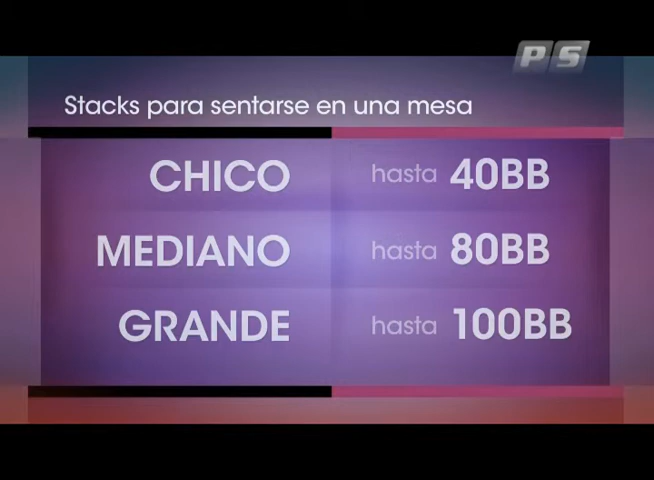 PS
Stacks para sentarse en una mesa
CHICO hasta 40BB
MEDIANO hasta 80BB
GRANDE hasta 100BB